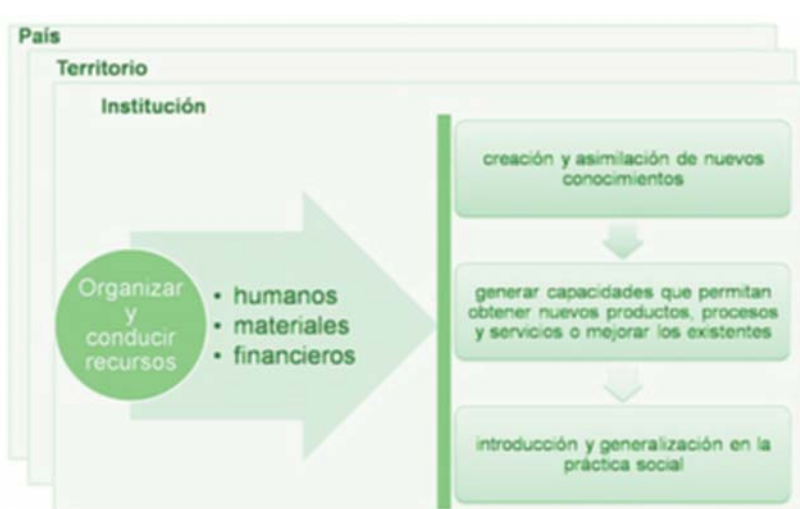 País
Territorio
Institución
Organizar
y
conducir
recursos
• humanos
• materiales
• financieros
creación y asimilación de nuevos
conocimientos
generar capacidades que permitan
obtener nuevos productos, procesos
y servicios o mejorar los existentes
introducción y generalización en la
práctica social